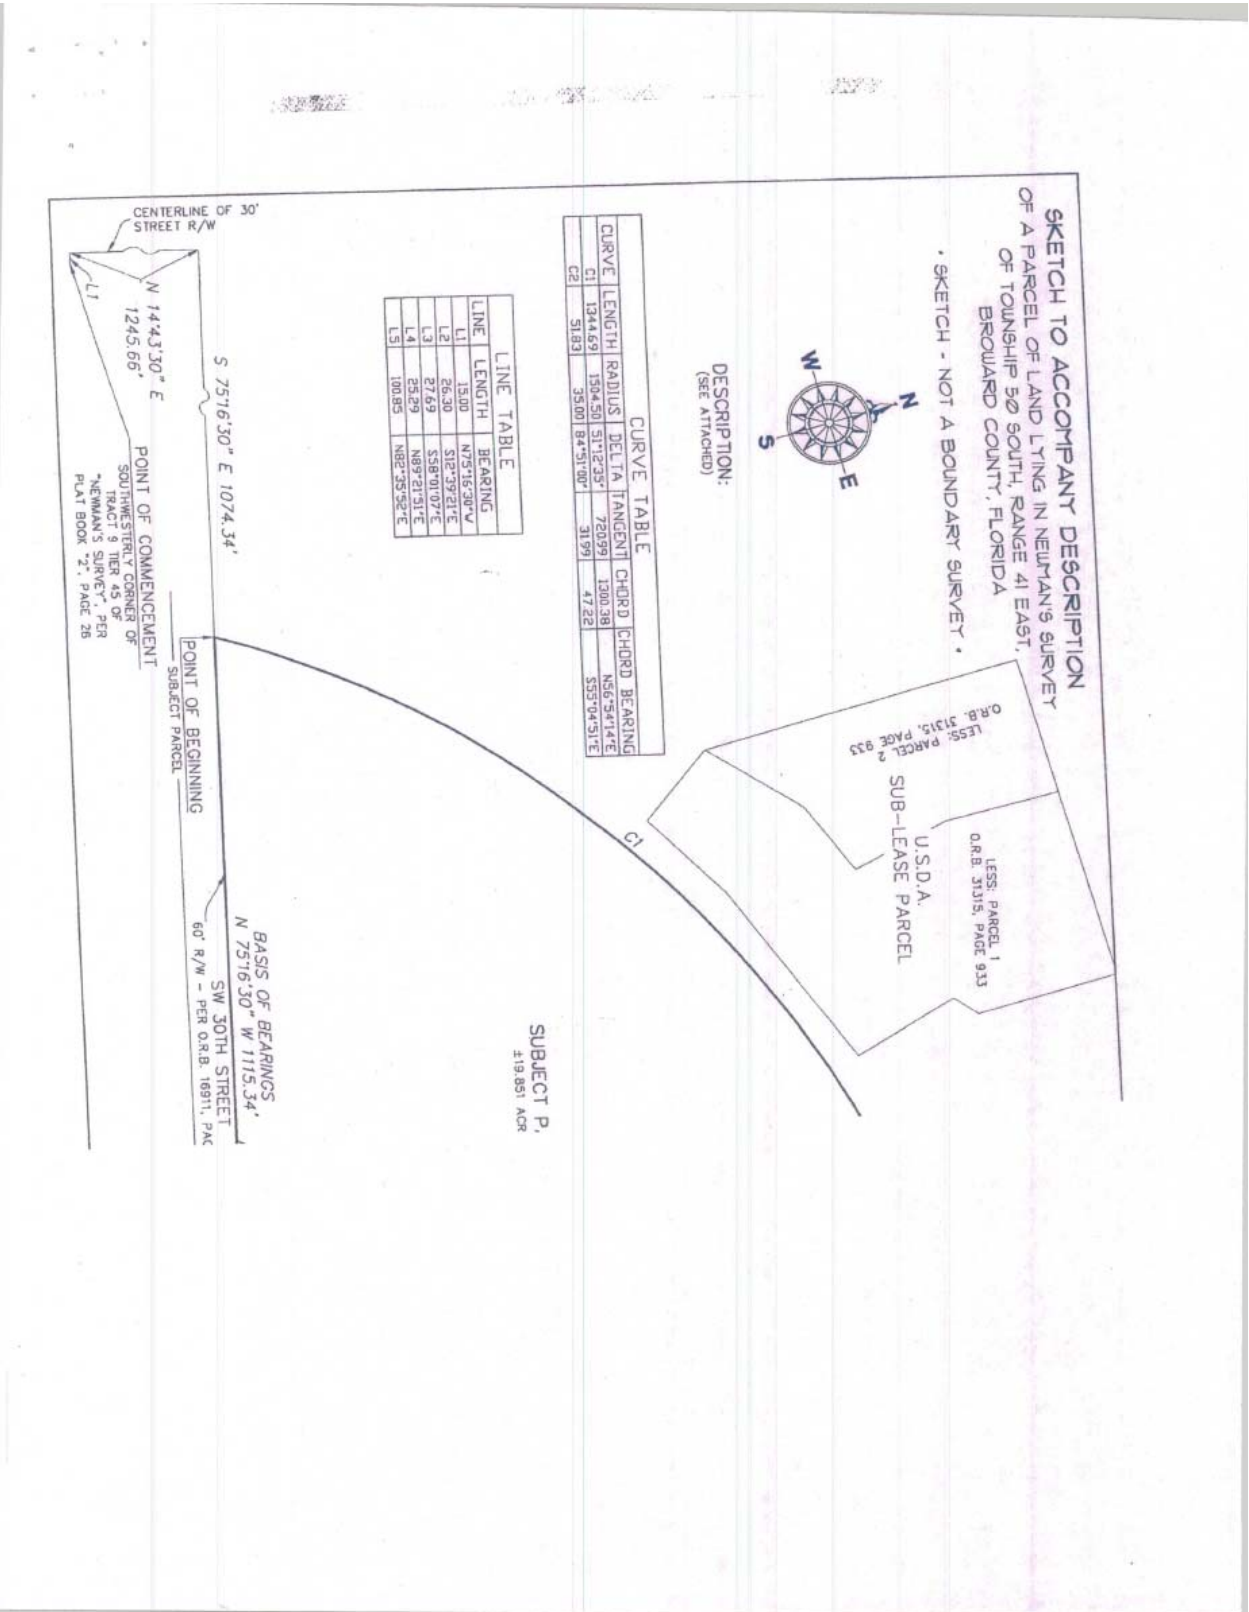 SKETCH TO ACCOMPANY DESCRIPTION
OF A PARCEL OF LAND LYING IN NEWMAN'S SURVEY
OF TOWNSHIP 50 SOUTH, RANGE 41 EAST,
BROWARD COUNTY, FLORIDA
• SKETCH - NOT A BOUNDARY SURVEY •
N
W
E
S
DESCRIPTION:
(SEE ATTACHED)
LESS: PARCEL 2
O.R.B. 31315, PAGE 933
LESS: PARCEL 1
O.R.B. 31315, PAGE 933
U.S.D.A.
SUB-LEASE PARCEL
CURVE TABLE
CURVE LENGTH RADIUS DELTA TANGENT CHORD CHORD BEARING
C1 1344.69 1504.50 51°12'35" 720.99 1300.38 N56°54'14"E
C2 51.83 35.00 84°51'00" 31.99 47.22 S55°04'51"E
C1
LINE TABLE
LINE LENGTH BEARING
L1 15.00 N75°16'30"W
L2 26.30 S12°39'21"E
L3 27.69 S58°01'07"E
L4 25.29 N89°21'51"E
L5 100.85 N82°35'52"E
SUBJECT P
±19.851 ACR
CENTERLINE OF 30'
STREET R/W
L1
N 14°43'30" E
1245.66'
S 75°16'30" E 1074.34'
POINT OF COMMENCEMENT
SOUTHWESTERLY CORNER OF
TRACT 9 TIER 45 OF
"NEWMAN'S SURVEY", PER
PLAT BOOK "2", PAGE 26
POINT OF BEGINNING
SUBJECT PARCEL
BASIS OF BEARINGS
N 75°16'30" W 1115.34'
SW 30TH STREET
60' R/W - PER O.R.B. 16911, PAG